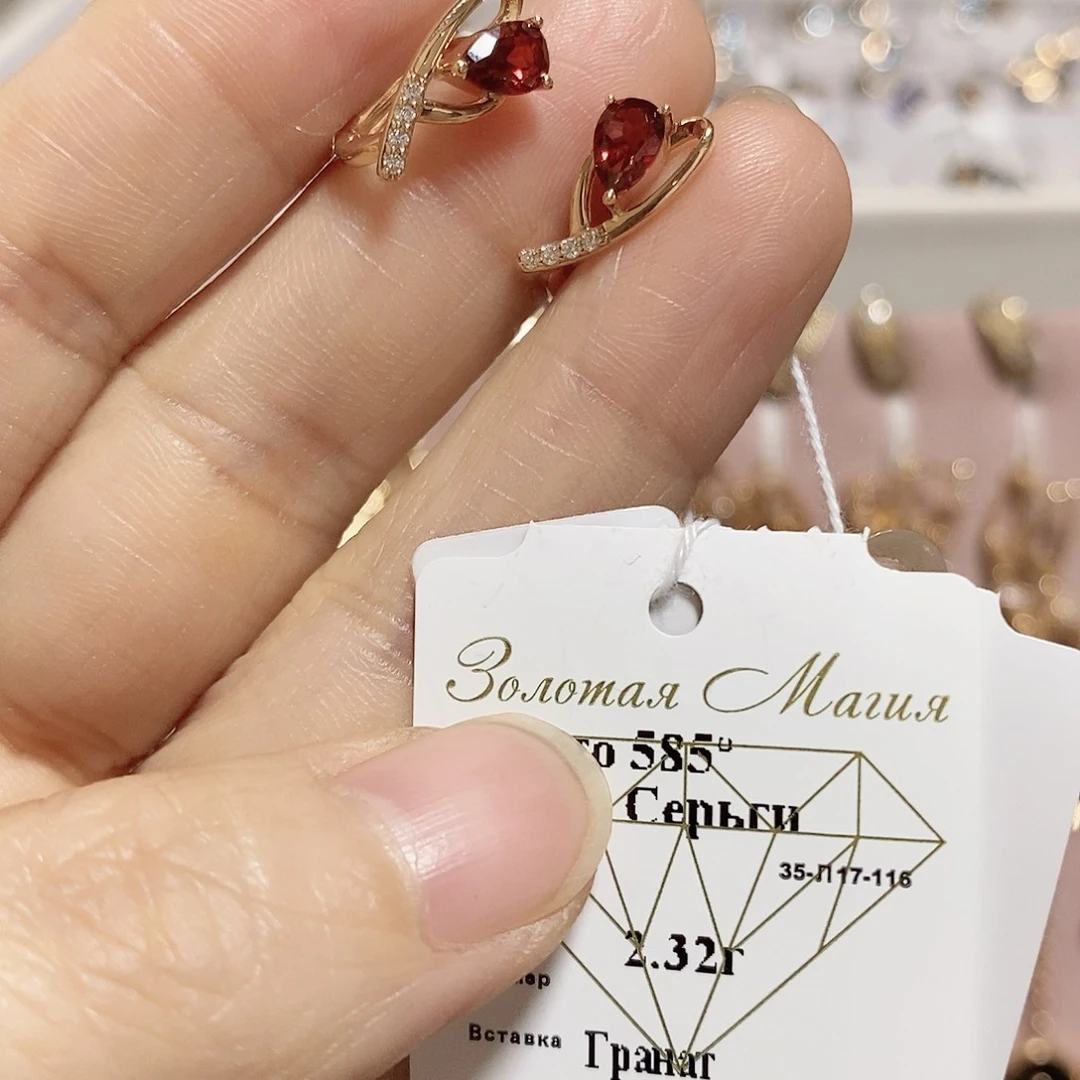 Золотая Магия
585°
Серьги
35-Л17-116
2.32г
Вставка Гранат